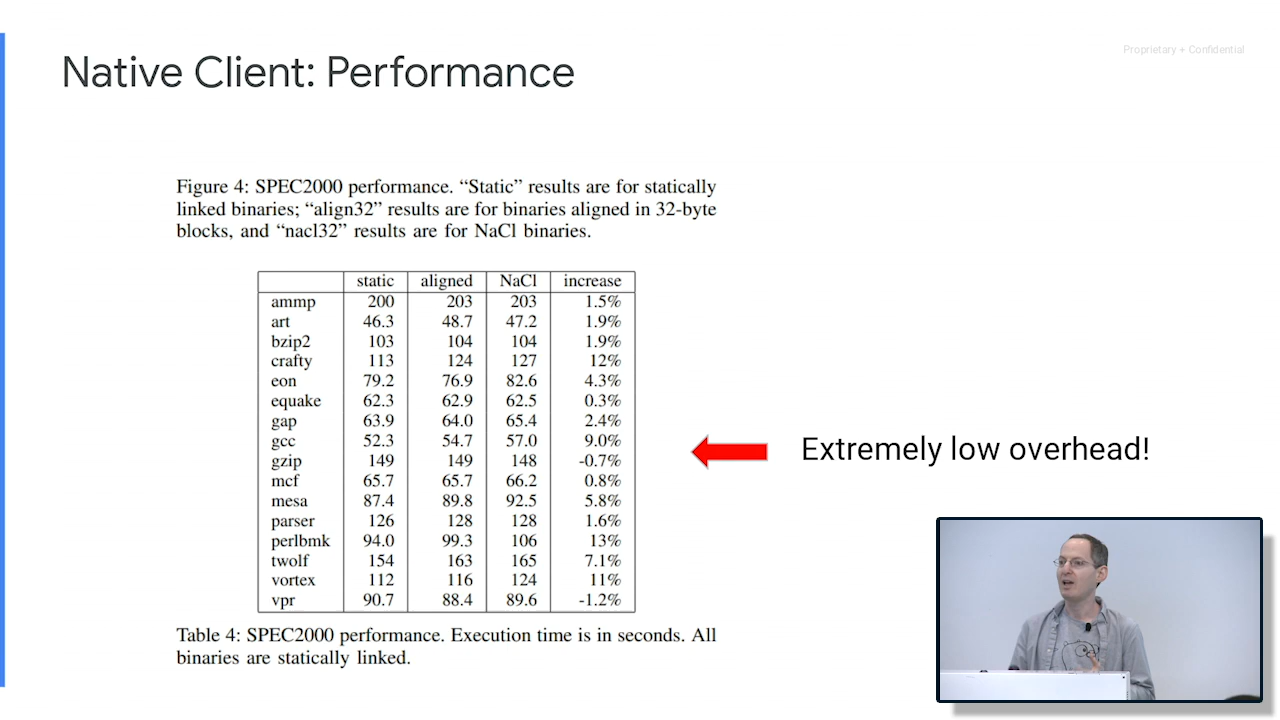 Proprietary + Confidential
Native Client: Performance
Figure 4: SPEC2000 performance. “Static” results are for statically
linked binaries; “align32” results are for binaries aligned in 32-byte
blocks, and “nacl32” results are for NaCl binaries.
static aligned NaCl increase
ammp 200 203 203 1.5%
art 46.3 48.7 47.2 1.9%
bzip2 103 104 104 1.9%
crafty 113 124 127 12%
eon 79.2 76.9 82.6 4.3%
equake 62.3 62.9 62.5 0.3%
gap 63.9 64.0 65.4 2.4%
gcc 52.3 54.7 57.0 9.0%
gzip 149 149 148 -0.7%
mcf 65.7 65.7 66.2 0.8%
mesa 87.4 89.8 92.5 5.8%
parser 126 128 128 1.6%
perlbmk 94.0 99.3 106 13%
twolf 154 163 165 7.1%
vortex 112 116 124 11%
vpr 90.7 88.4 89.6 -1.2%
Extremely low overhead!
Table 4: SPEC2000 performance. Execution time is in seconds. All
binaries are statically linked.